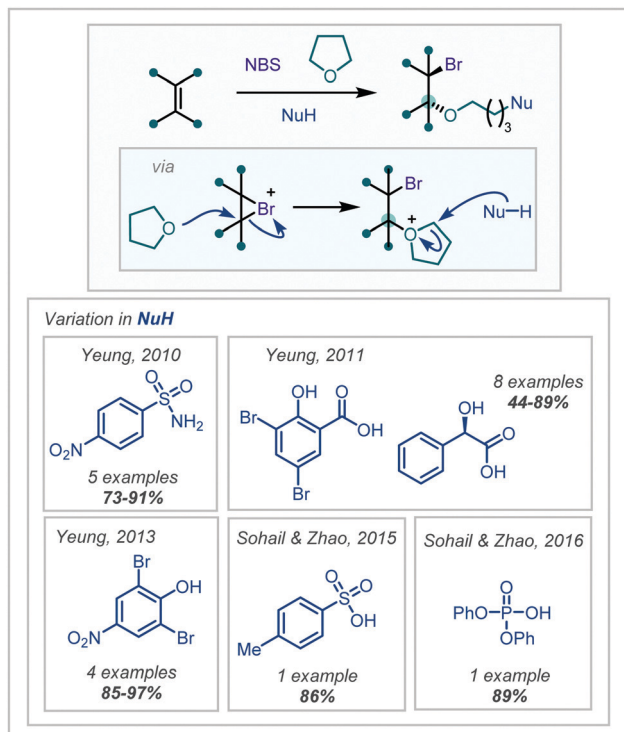 NBS
O
NuH
Br
O
( )3
Nu
via
O
+
Br
Br
+
O
Nu–H
Variation in NuH
Yeung, 2010
O O
S
NH2
O2N
5 examples
73-91%
Yeung, 2011
OH O
Br
OH
Br
8 examples
44-89%
OH
O
OH
Yeung, 2013
Br
OH
O2N
Br
4 examples
85-97%
Sohail & Zhao, 2015
O
S
O
OH
Me
1 example
86%
Sohail & Zhao, 2016
O
PhO–P–OH
OPh
1 example
89%